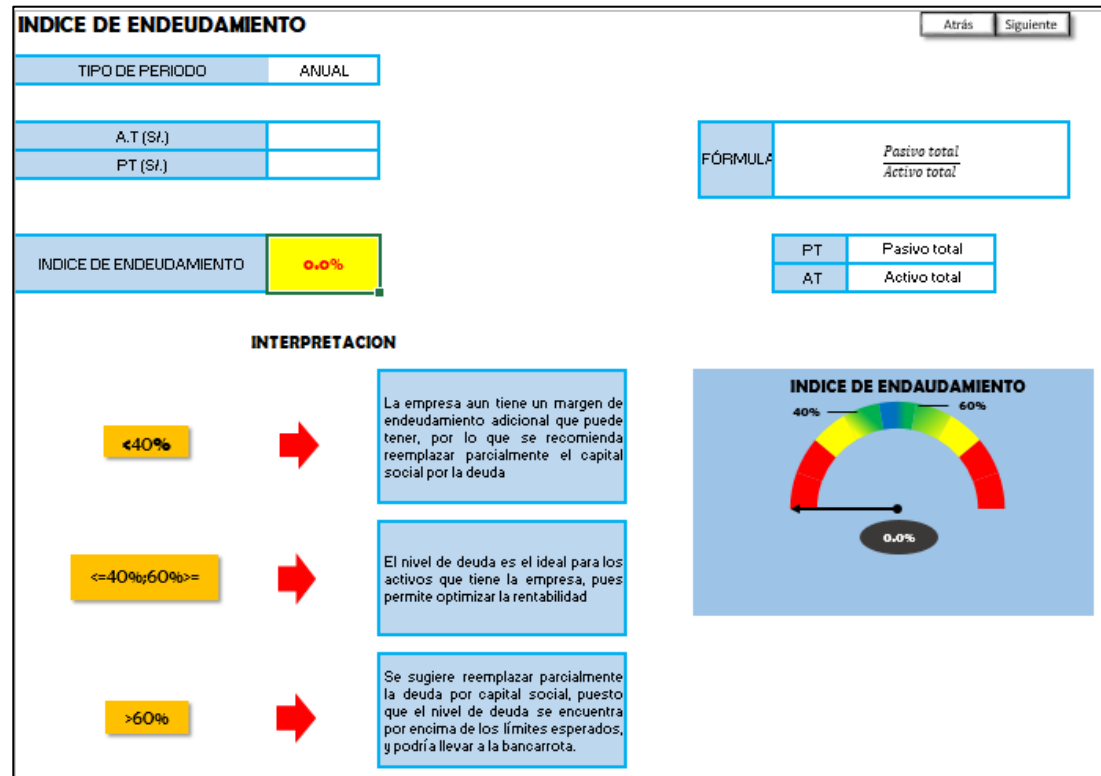 INDICE DE ENDEUDAMIENTO
Atrás Siguiente
TIPO DE PERIODO ANUAL
A.T (S/.)
PT (S/.)
FÓRMULA
Pasivo total
Activo total
INDICE DE ENDEUDAMIENTO 0.0%
PT Pasivo total
AT Activo total
INTERPRETACION
<40%
La empresa aun tiene un margen de
endeudamiento adicional que puede
tener, por lo que se recomienda
reemplazar parcialmente el capital
social por la deuda
<=40%;60%>=
El nivel de deuda es el ideal para los
activos que tiene la empresa, pues
permite optimizar la rentabilidad
>60%
Se sugiere reemplazar parcialmente
la deuda por capital social, puesto
que el nivel de deuda se encuentra
por encima de los límites esperados,
y podría llevar a la bancarrota.
INDICE DE ENDAUDAMIENTO
40% 60%
0.0%